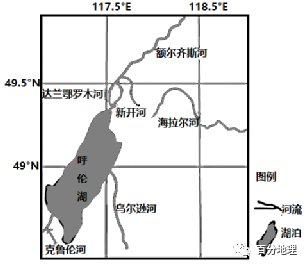 117.5°E
118.5°E
额尔齐斯河
49.5°N
达兰鄂罗木河
新开河
海拉尔河
49°N
呼伦湖
乌尔逊河
克鲁伦河
图例
河流
湖泊
百分地理